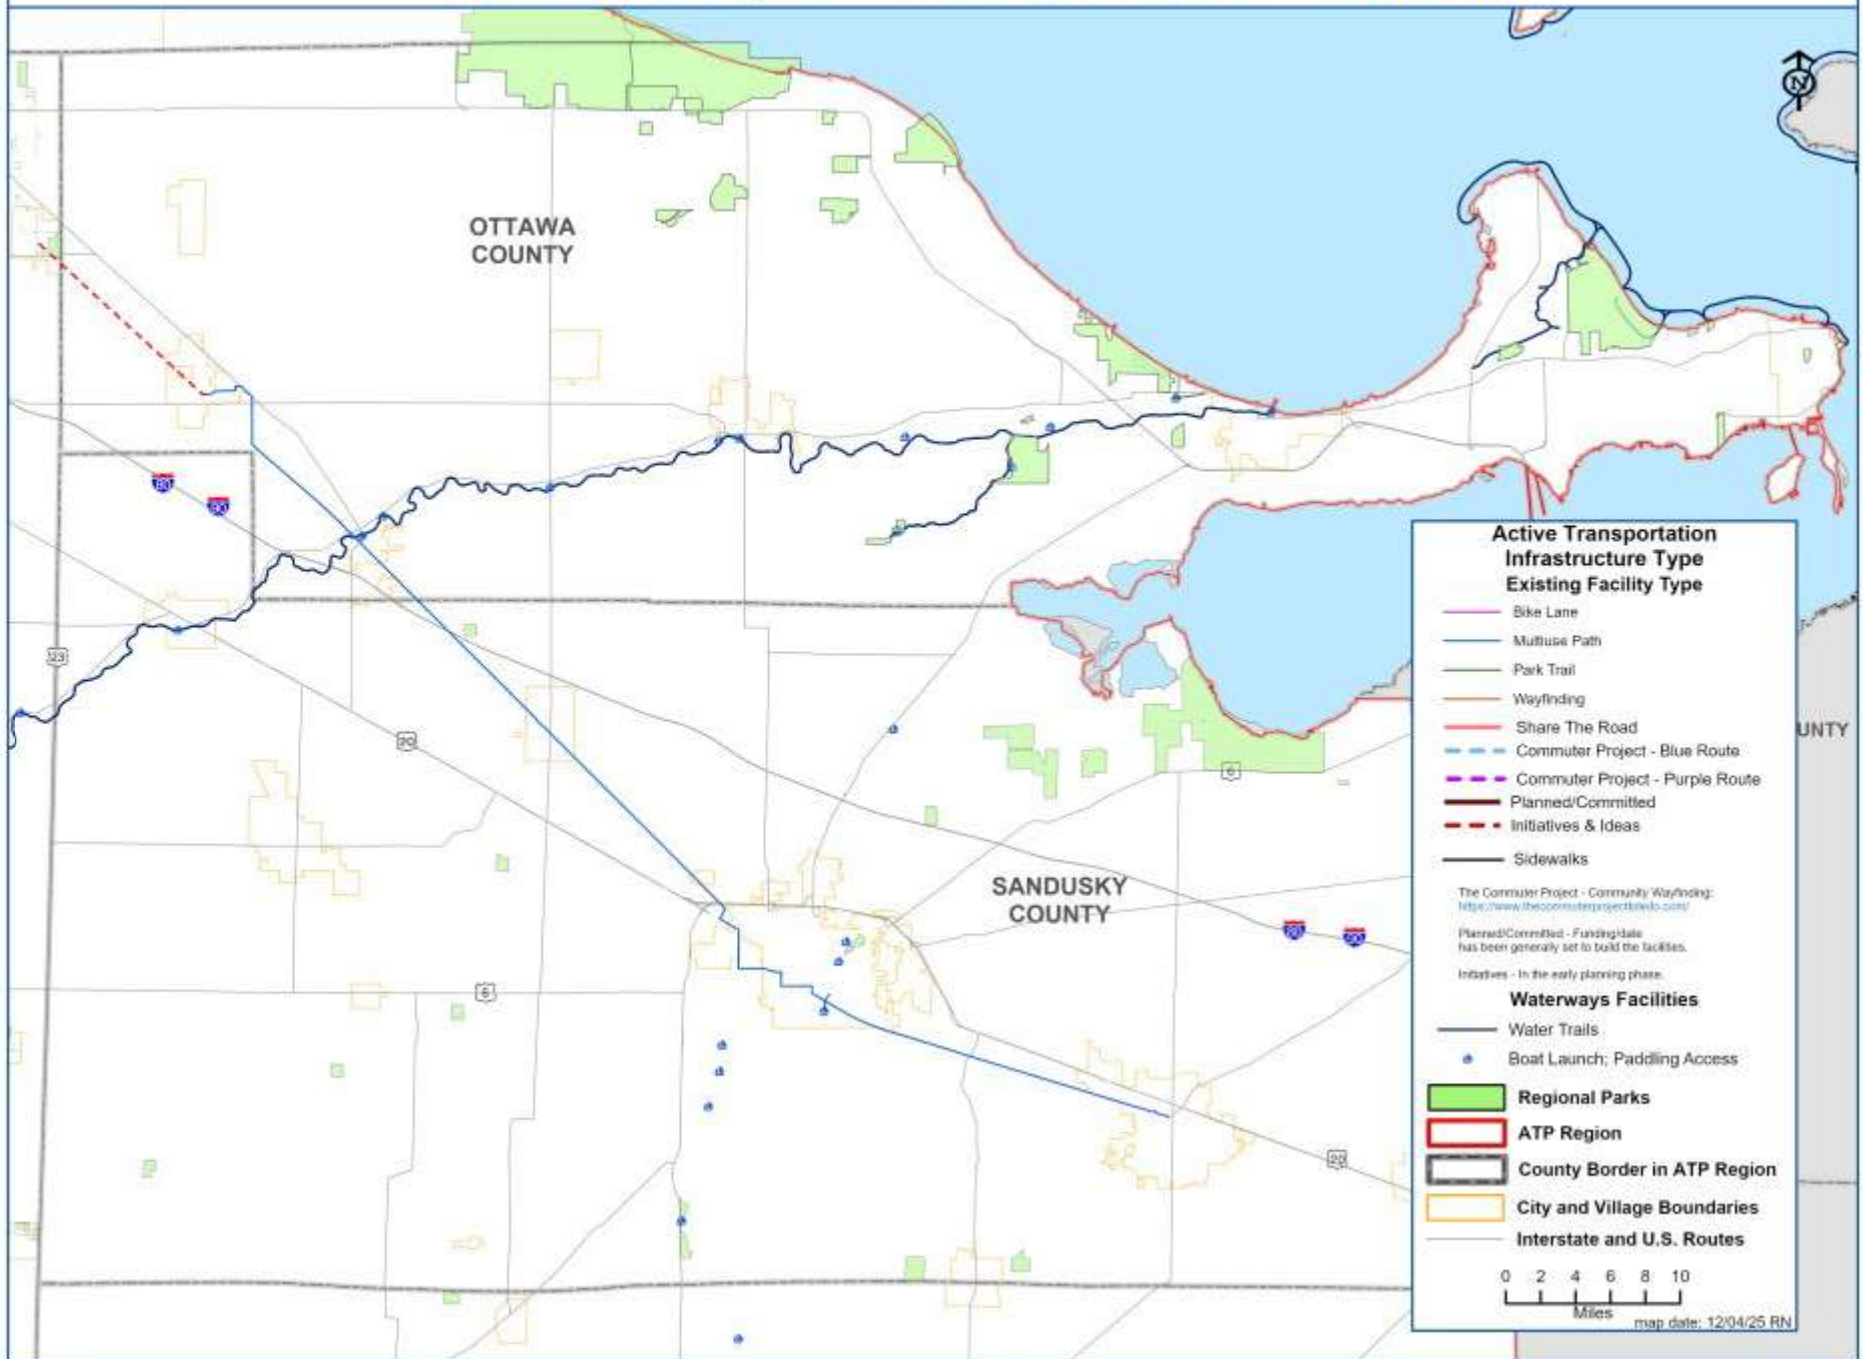 N
OTTAWA
COUNTY
80
90
23
20
6
SANDUSKY
COUNTY
80
90
6
20
UNTY
Active Transportation
Infrastructure Type
Existing Facility Type
Bike Lane
Multiuse Path
Park Trail
Wayfinding
Share The Road
Commuter Project - Blue Route
Commuter Project - Purple Route
Planned/Committed
Initiatives & Ideas
Sidewalks
The Commuter Project - Community Wayfinding:
https://www.thecommuterprojecttoledo.com/
Planned/Committed - Funding/date
has been generally set to build the facilities.
Initiatives - In the early planning phase.
Waterways Facilities
Water Trails
Boat Launch; Paddling Access
Regional Parks
ATP Region
County Border in ATP Region
City and Village Boundaries
Interstate and U.S. Routes
0 2 4 6 8 10
Miles
map date: 12/04/25 RN